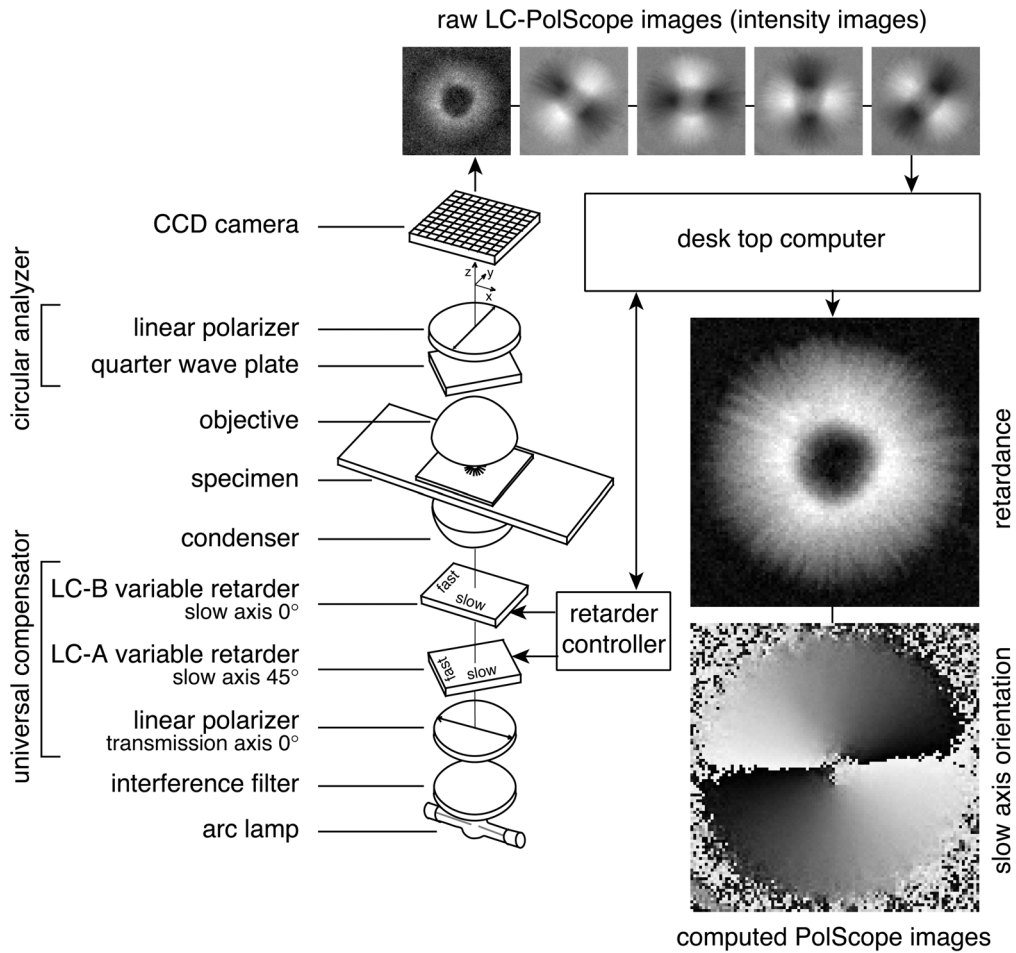 raw LC-PolScope images (intensity images)
CCD camera
z
y
x
desk top computer
circular analyzer
linear polarizer
quarter wave plate
objective
specimen
condenser
retardance
universal compensator
LC-B variable retarder
slow axis 0°
fast
slow
LC-A variable retarder
slow axis 45°
fast
slow
retarder
controller
linear polarizer
transmission axis 0°
interference filter
arc lamp
slow axis orientation
computed PolScope images